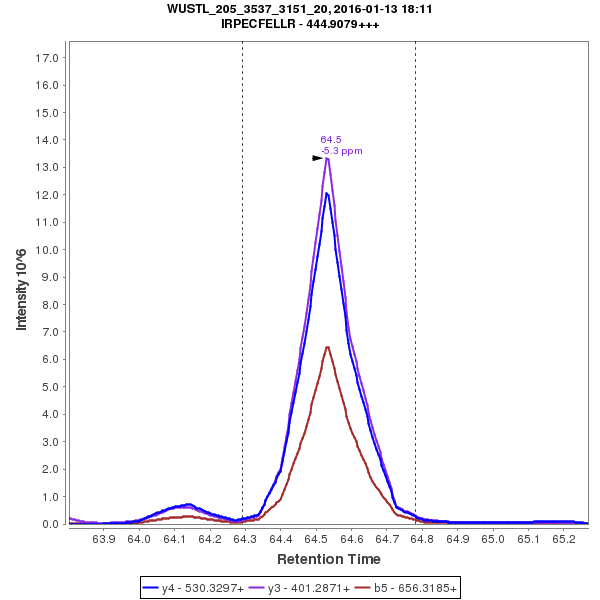 WUSTL_205_3537_3151_20, 2016-01-13 18:11
IRPECFELLR - 444.9079+++
17.0
16.0
15.0
14.0
13.0
12.0
11.0
10.0
9.0
8.0
7.0
6.0
5.0
4.0
3.0
2.0
1.0
0.0
Intensity 10^6
64.5
-5.3 ppm
63.9 64.0 64.1 64.2 64.3 64.4 64.5 64.6 64.7 64.8 64.9 65.0 65.1 65.2
Retention Time
y4 - 530.3297+ y3 - 401.2871+ b5 - 656.3185+